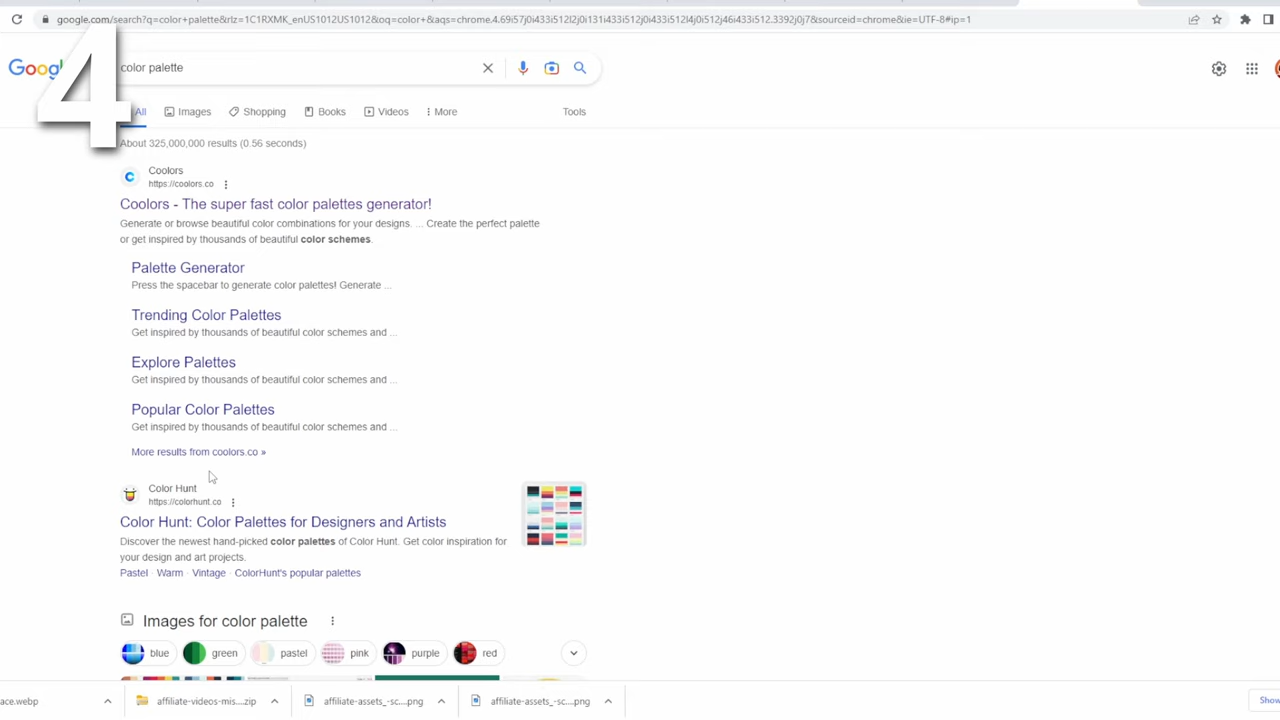 google.com/search?q=color+palette&rlz=1C1RXMK_enUS1012US1012&oq=color+&aqs=chrome.4.69i57j0i433i512l2j0i131i433i512j0i433i512j0i512j46i433i512.3392j0j7&sourceid=chrome&ie=UTF-8#ip=1
4
Goog
color palette
All Images Shopping Books Videos More Tools
About 325,000,000 results (0.56 seconds)
Coolors
https://coolors.co
Coolors - The super fast color palettes generator!
Generate or browse beautiful color combinations for your designs. ... Create the perfect palette
or get inspired by thousands of beautiful color schemes.
Palette Generator
Press the spacebar to generate color palettes! Generate ...
Trending Color Palettes
Get inspired by thousands of beautiful color schemes and ...
Explore Palettes
Get inspired by thousands of beautiful color schemes and ...
Popular Color Palettes
Get inspired by thousands of beautiful color schemes and ...
More results from coolors.co »
Color Hunt
https://colorhunt.co
Color Hunt: Color Palettes for Designers and Artists
Discover the newest hand-picked color palettes of Color Hunt. Get color inspiration for
your design and art projects.
Pastel · Warm · Vintage · ColorHunt's popular palettes
Images for color palette
blue green pastel pink purple red
ace.webp affiliate-videos-mis....zip affiliate-assets_-sc....png affiliate-assets_-sc....png Show